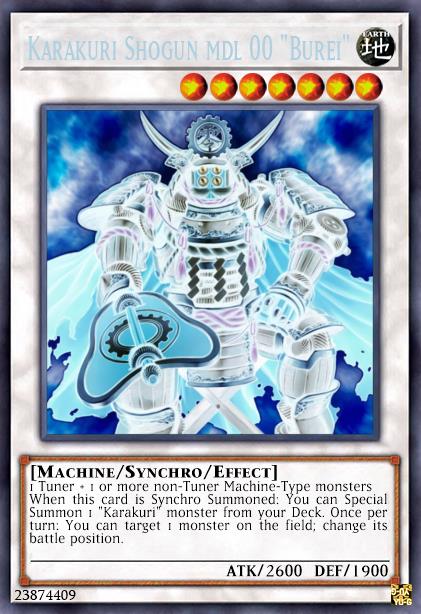 Karakuri Shogun mdl 00 "Burei"
EARTH
地
[Machine/Synchro/Effect]
1 Tuner + 1 or more non-Tuner Machine-Type monsters
When this card is Synchro Summoned: You can Special
Summon 1 "Karakuri" monster from your Deck. Once per
turn: You can target 1 monster on the field; change its
battle position.
ATK/2600 DEF/1900
23874409